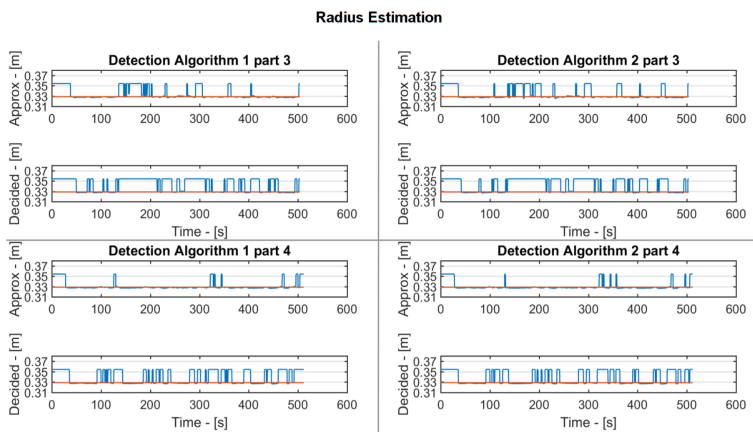 Radius Estimation
Detection Algorithm 1 part 3
Approx - [m]
0.37
0.35
0.33
0.31
0 100 200 300 400 500 600
Decided - [m]
0.37
0.35
0.33
0.31
0 100 200 300 400 500 600
Time - [s]
Detection Algorithm 2 part 3
Approx - [m]
0.37
0.35
0.33
0.31
0 100 200 300 400 500 600
Decided - [m]
0.37
0.35
0.33
0.31
0 100 200 300 400 500 600
Time - [s]
Detection Algorithm 1 part 4
Approx - [m]
0.37
0.35
0.33
0.31
0 100 200 300 400 500 600
Decided - [m]
0.37
0.35
0.33
0.31
0 100 200 300 400 500 600
Time - [s]
Detection Algorithm 2 part 4
Approx - [m]
0.37
0.35
0.33
0.31
0 100 200 300 400 500 600
Decided - [m]
0.37
0.35
0.33
0.31
0 100 200 300 400 500 600
Time - [s]